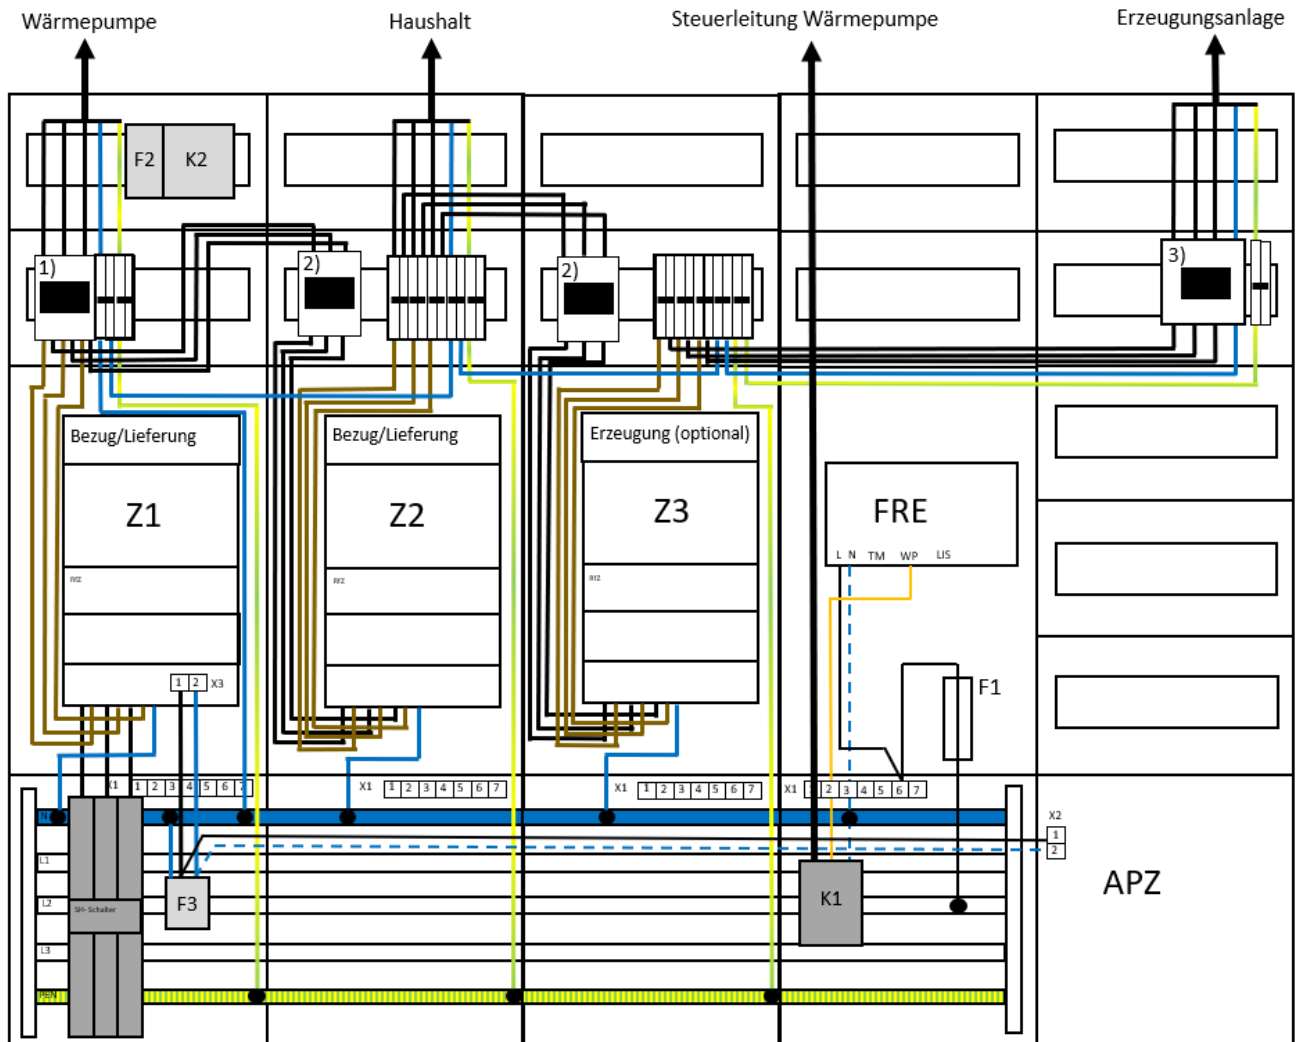 Wärmepumpe
Haushalt
Steuerleitung Wärmepumpe
Erzeugungsanlage
F2
K2
1)
2)
2)
3)
Bezug/Lieferung
Bezug/Lieferung
Erzeugung (optional)
Z1
Z2
Z3
FRE
L N TM WP LIS
RfZ
RfZ
RfZ
1 2 X3
F1
X1 1 2 3 4 5 6 7
X1 1 2 3 4 5 6 7
X1 1 2 3 4 5 6 7
X1 1 2 3 4 5 6 7
N
X2
1
2
L1
L2
L3
PEN
SH- Schalter
F3
K1
APZ